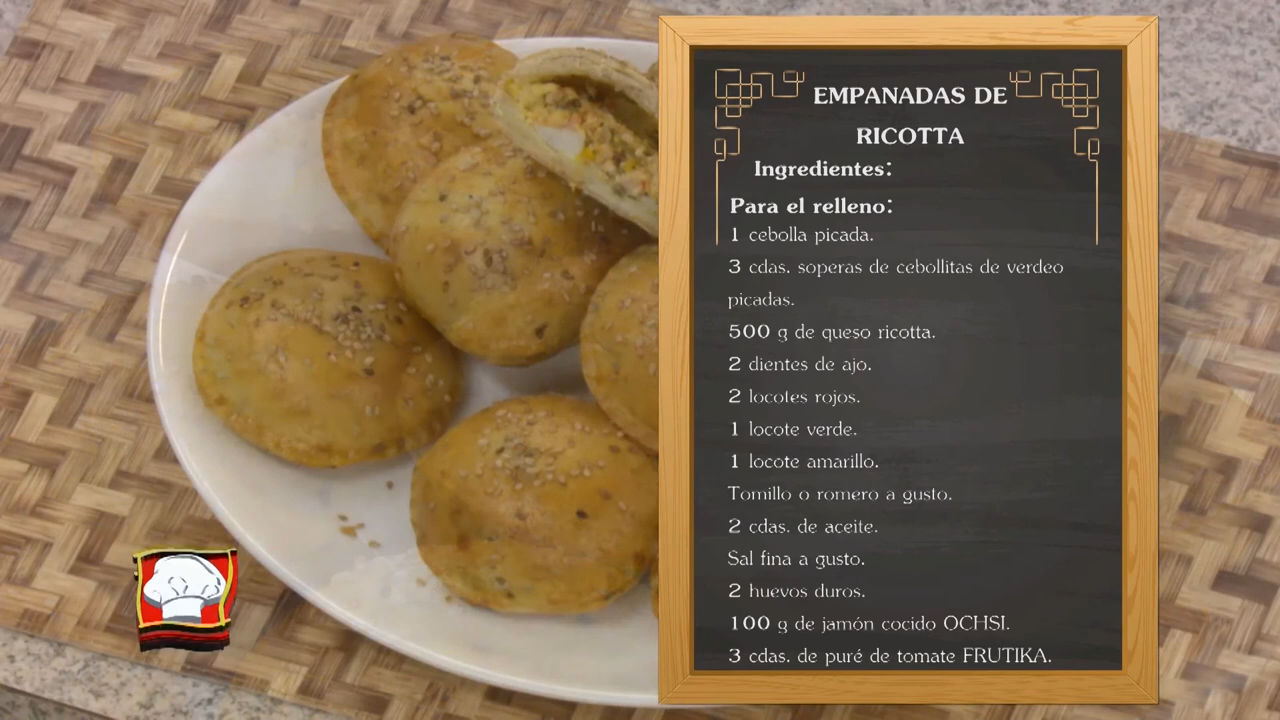 EMPANADAS DE
RICOTTA
Ingredientes:
Para el relleno:
1 cebolla picada.
3 cdas. soperas de cebollitas de verdeo
picadas.
500 g de queso ricotta.
2 dientes de ajo.
2 locotes rojos.
1 locote verde.
1 locote amarillo.
Tomillo o romero a gusto.
2 cdas. de aceite.
Sal fina a gusto.
2 huevos duros.
100 g de jamón cocido OCHSI.
3 cdas. de puré de tomate FRUTIKA.